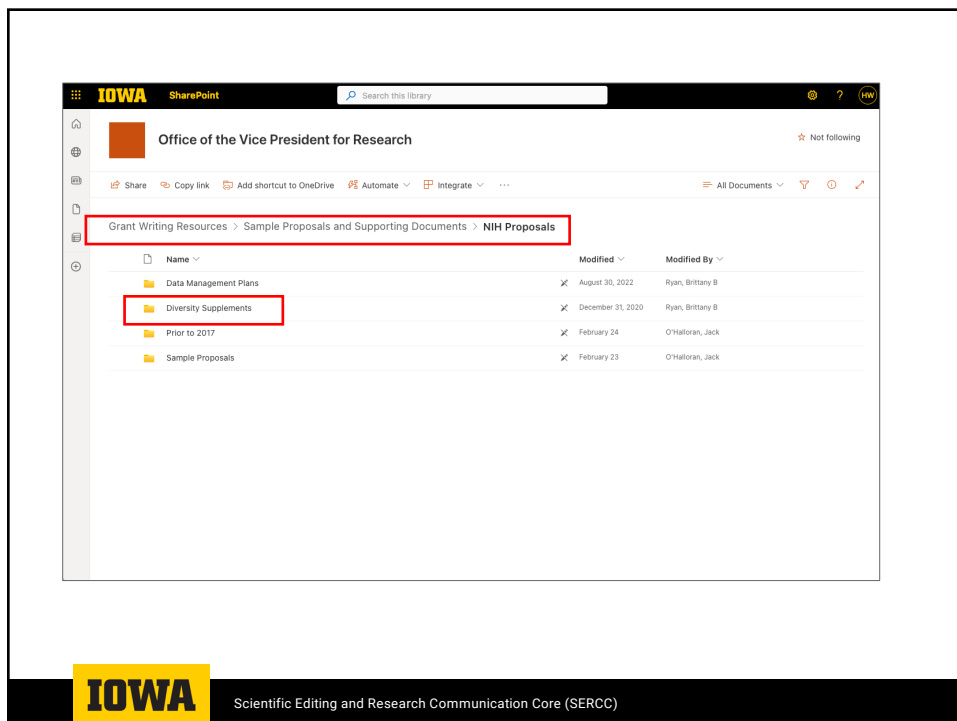 IOWA SharePoint Search this library ? HW
Office of the Vice President for Research Not following
Share Copy link Add shortcut to OneDrive Automate Integrate ··· All Documents
Grant Writing Resources > Sample Proposals and Supporting Documents > NIH Proposals
Name Modified Modified By
Data Management Plans August 30, 2022 Ryan, Brittany B
Diversity Supplements December 31, 2020 Ryan, Brittany B
Prior to 2017 February 24 O'Halloran, Jack
Sample Proposals February 23 O'Halloran, Jack
IOWA Scientific Editing and Research Communication Core (SERCC)